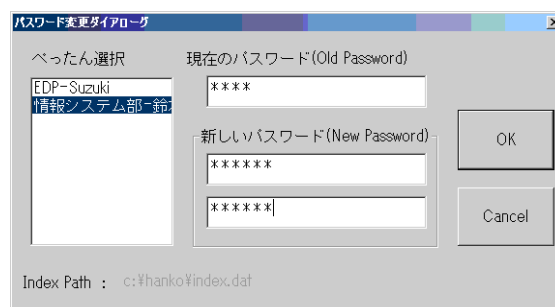 パスワード変更ダイアローグ
ぺったん選択
現在のパスワード(Old Password)
EDP-Suzuki
情報システム部-鈴
****
新しいパスワード(New Password)
******
******
OK
Cancel
Index Path : c:¥hanko¥index.dat